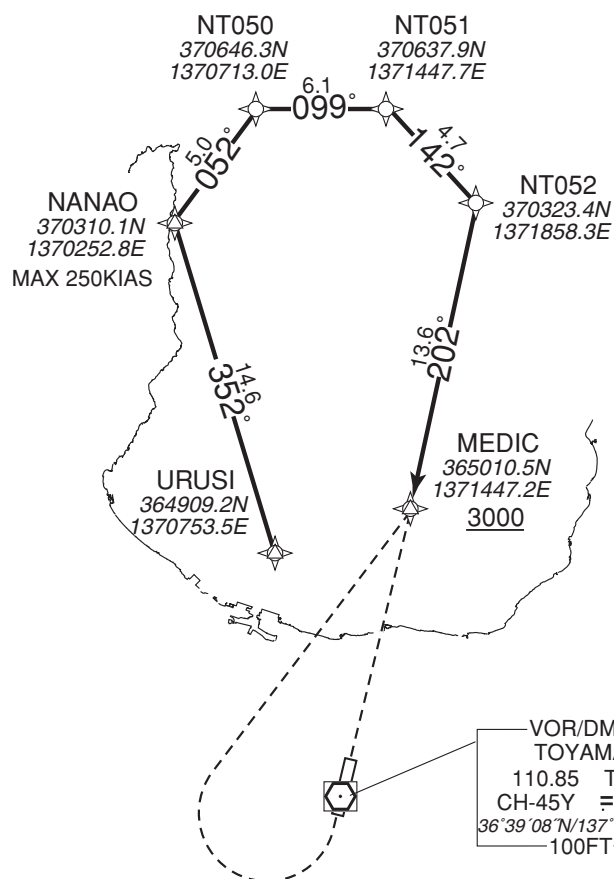 NT050
370646.3N
1370713.0E
NT051
370637.9N
1371447.7E
6.1
099°
5.0
052°
4.7
142°
NANAO
370310.1N
1370252.8E
MAX 250KIAS
NT052
370323.4N
1371858.3E
14.6
352°
13.6
202°
URUSI
364909.2N
1370753.5E
MEDIC
365010.5N
1371447.2E
3000
VOR/DM
TOYAMA
110.85 T
CH-45Y
36°39′08″N/137°
100FT